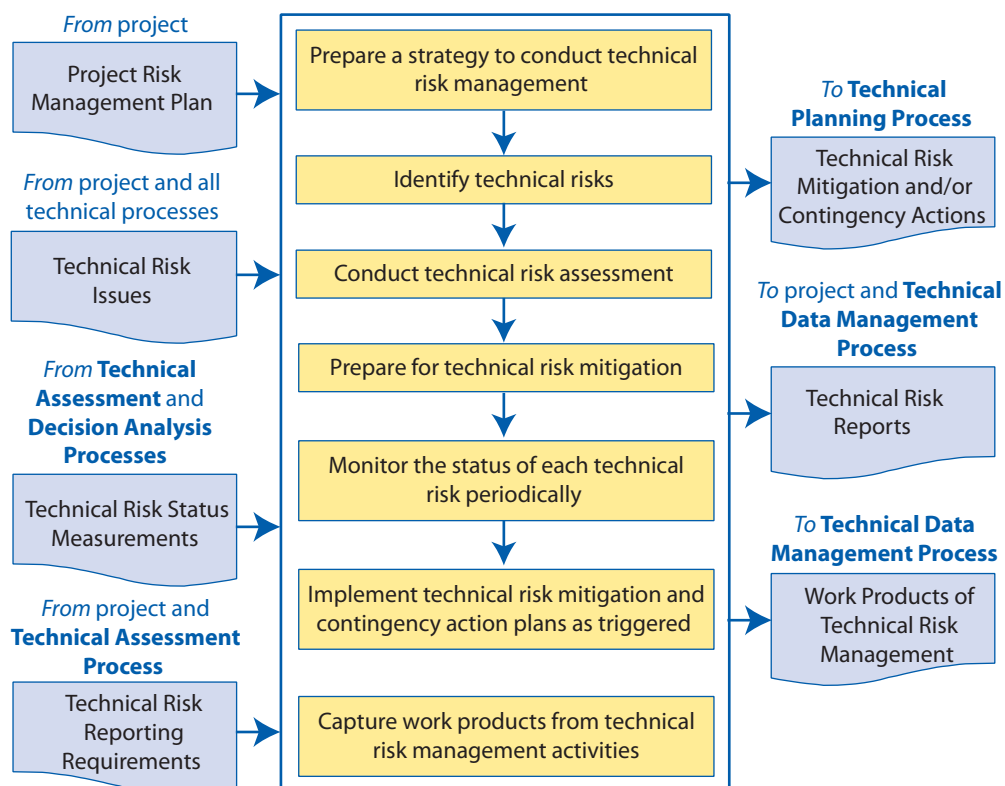 From project
Project Risk
Management Plan
From project and all
technical processes
Technical Risk
Issues
From Technical
Assessment and
Decision Analysis
Processes
Technical Risk Status
Measurements
From project and
Technical Assessment
Process
Technical Risk
Reporting
Requirements
Prepare a strategy to conduct technical
risk management
Identify technical risks
Conduct technical risk assessment
Prepare for technical risk mitigation
Monitor the status of each technical
risk periodically
Implement technical risk mitigation and
contingency action plans as triggered
Capture work products from technical
risk management activities
To Technical
Planning Process
Technical Risk
Mitigation and/or
Contingency Actions
To project and Technical
Data Management
Process
Technical Risk
Reports
To Technical Data
Management Process
Work Products of
Technical Risk
Management